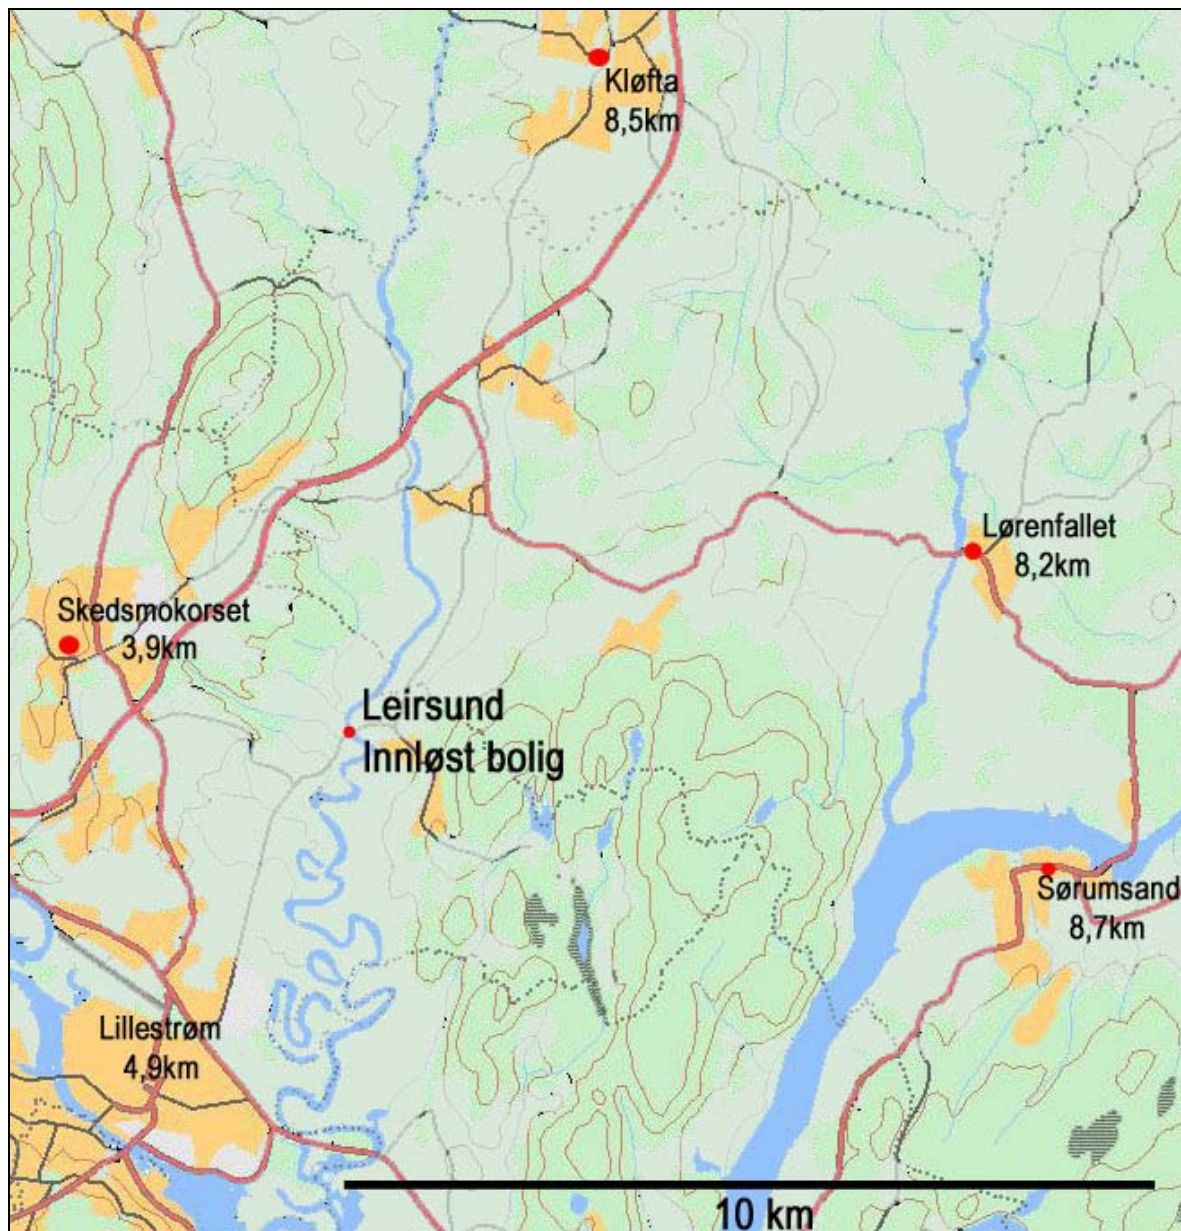 Kløfta
8,5km
Lørenfallet
8,2km
Skedsmokorset
3,9km
Leirsund
Innløst bolig
Sørumsand
8,7km
Lillestrøm
4,9km
10 km